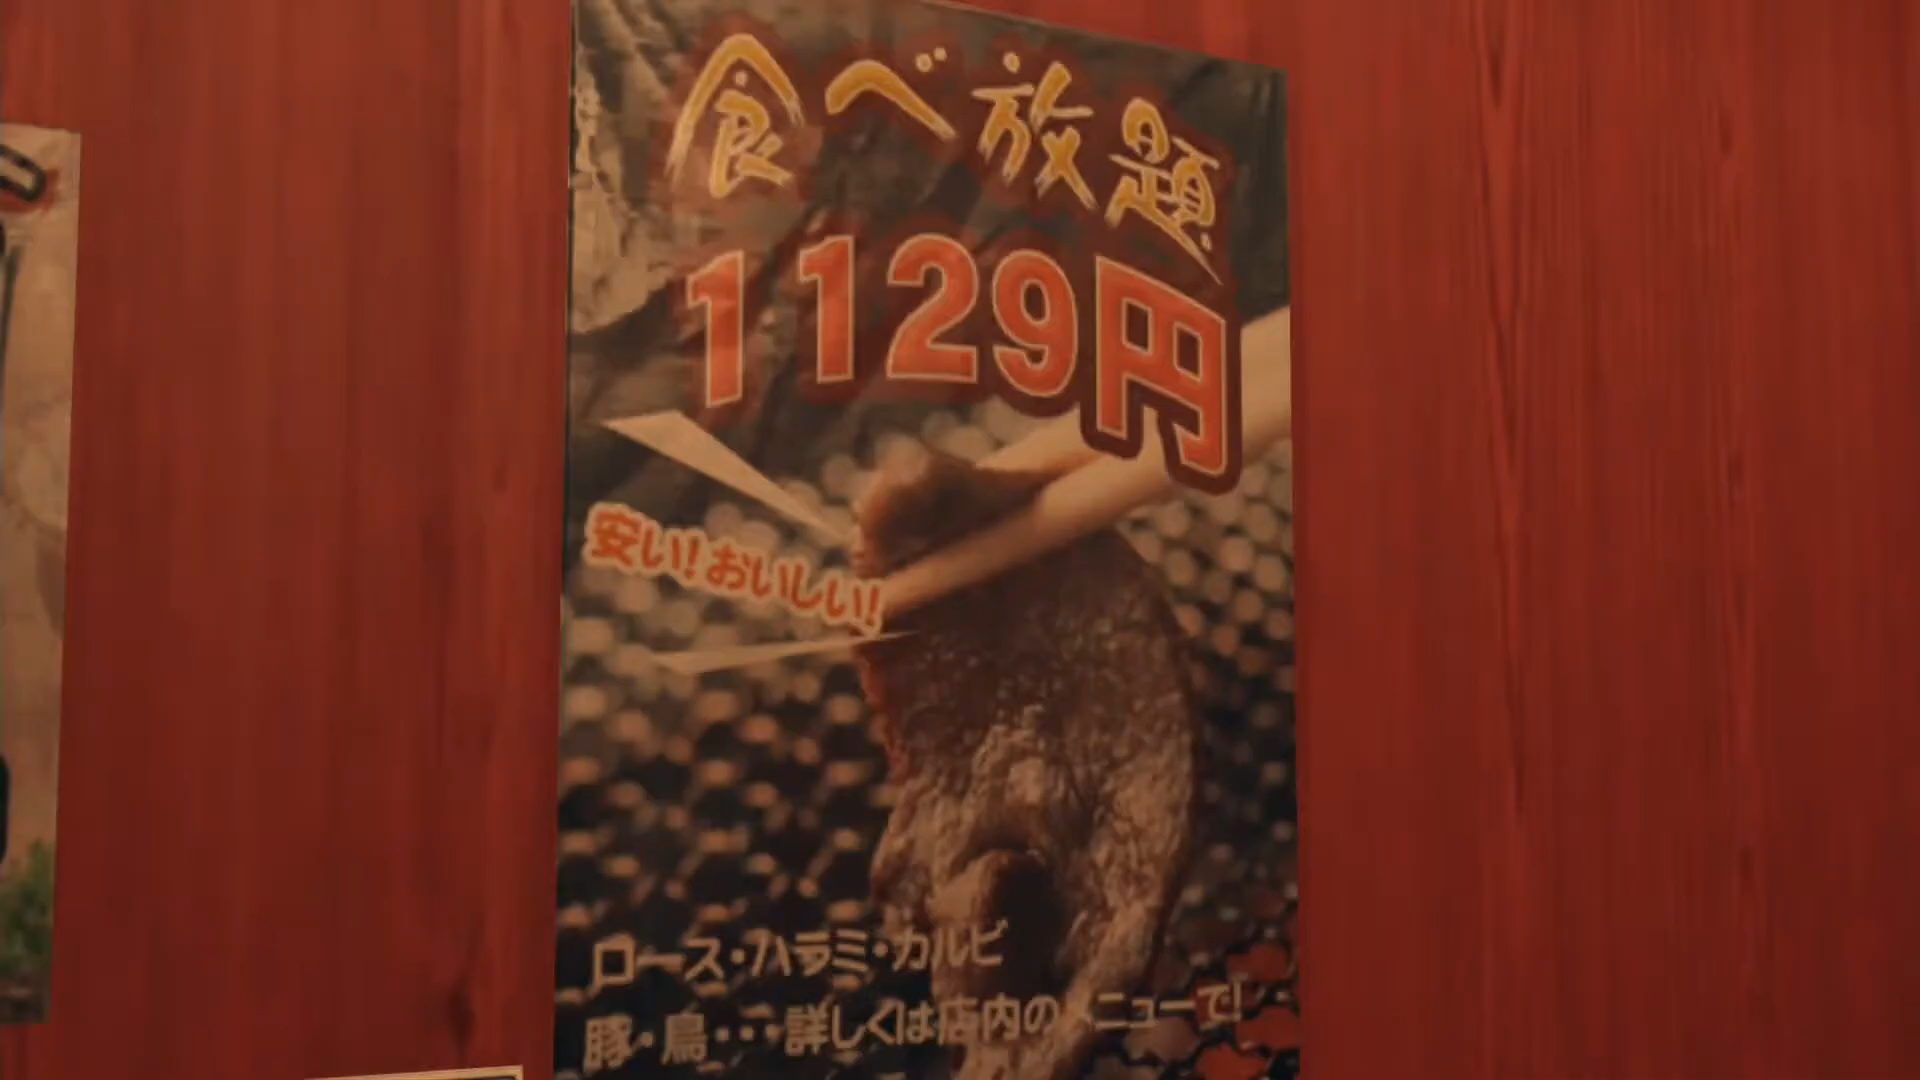 食べ放題
1129円
安い!おいしい!
ロース・ハラミ・カルビ
豚・鳥・・・詳しくは店内のメニューで!